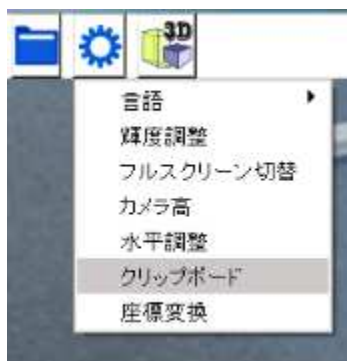 3D
言語
輝度調整
フルスクリーン切替
カメラ高
水平調整
クリップボード
座標変換